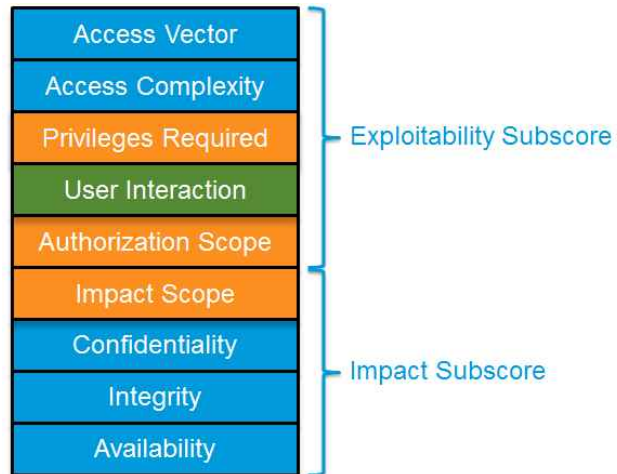 Access Vector
Access Complexity
Privileges Required
User Interaction
Authorization Scope
Impact Scope
Confidentiality
Integrity
Availability
Exploitability Subscore
Impact Subscore